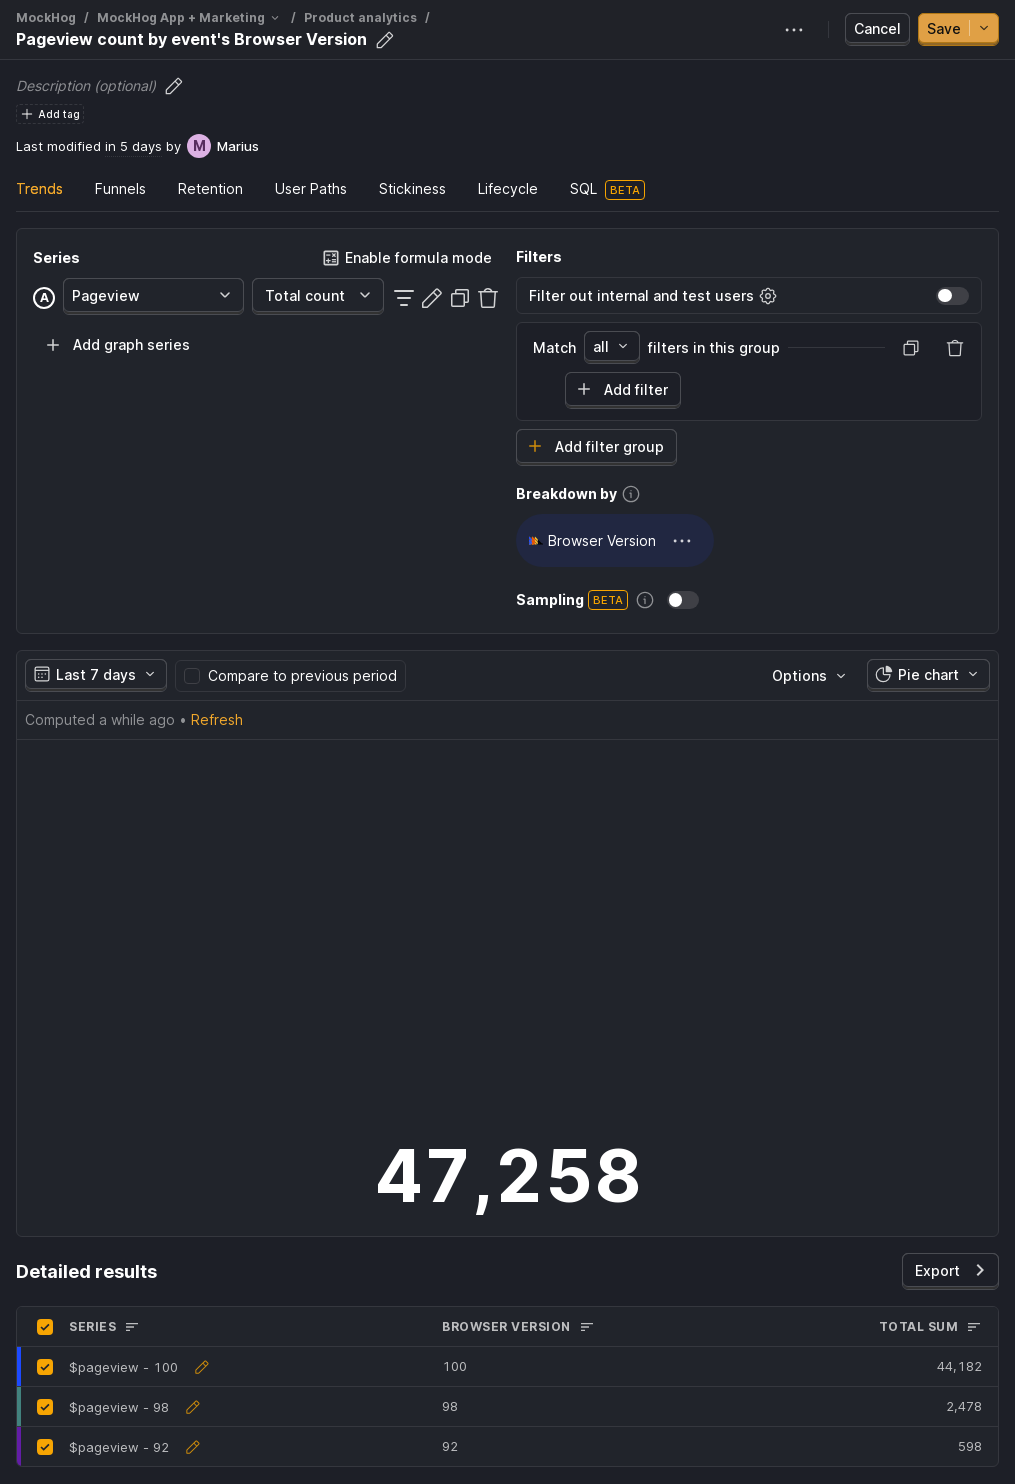 MockHog / MockHog App + Marketing / Product analytics /
Pageview count by event's Browser Version
Cancel
Save
Description (optional)
Add tag
Last modified in 5 days by M Marius
Trends Funnels Retention User Paths Stickiness Lifecycle SQL BETA
Series
Enable formula mode
A Pageview Total count
Add graph series
Filters
Filter out internal and test users
Match all filters in this group
Add filter
Add filter group
Breakdown by
Browser Version
Sampling BETA
Last 7 days
Compare to previous period
Options
Pie chart
Computed a while ago • Refresh
47,258
Detailed results
Export
SERIES BROWSER VERSION TOTAL SUM
$pageview - 100 100 44,182
$pageview - 98 98 2,478
$pageview - 92 92 598